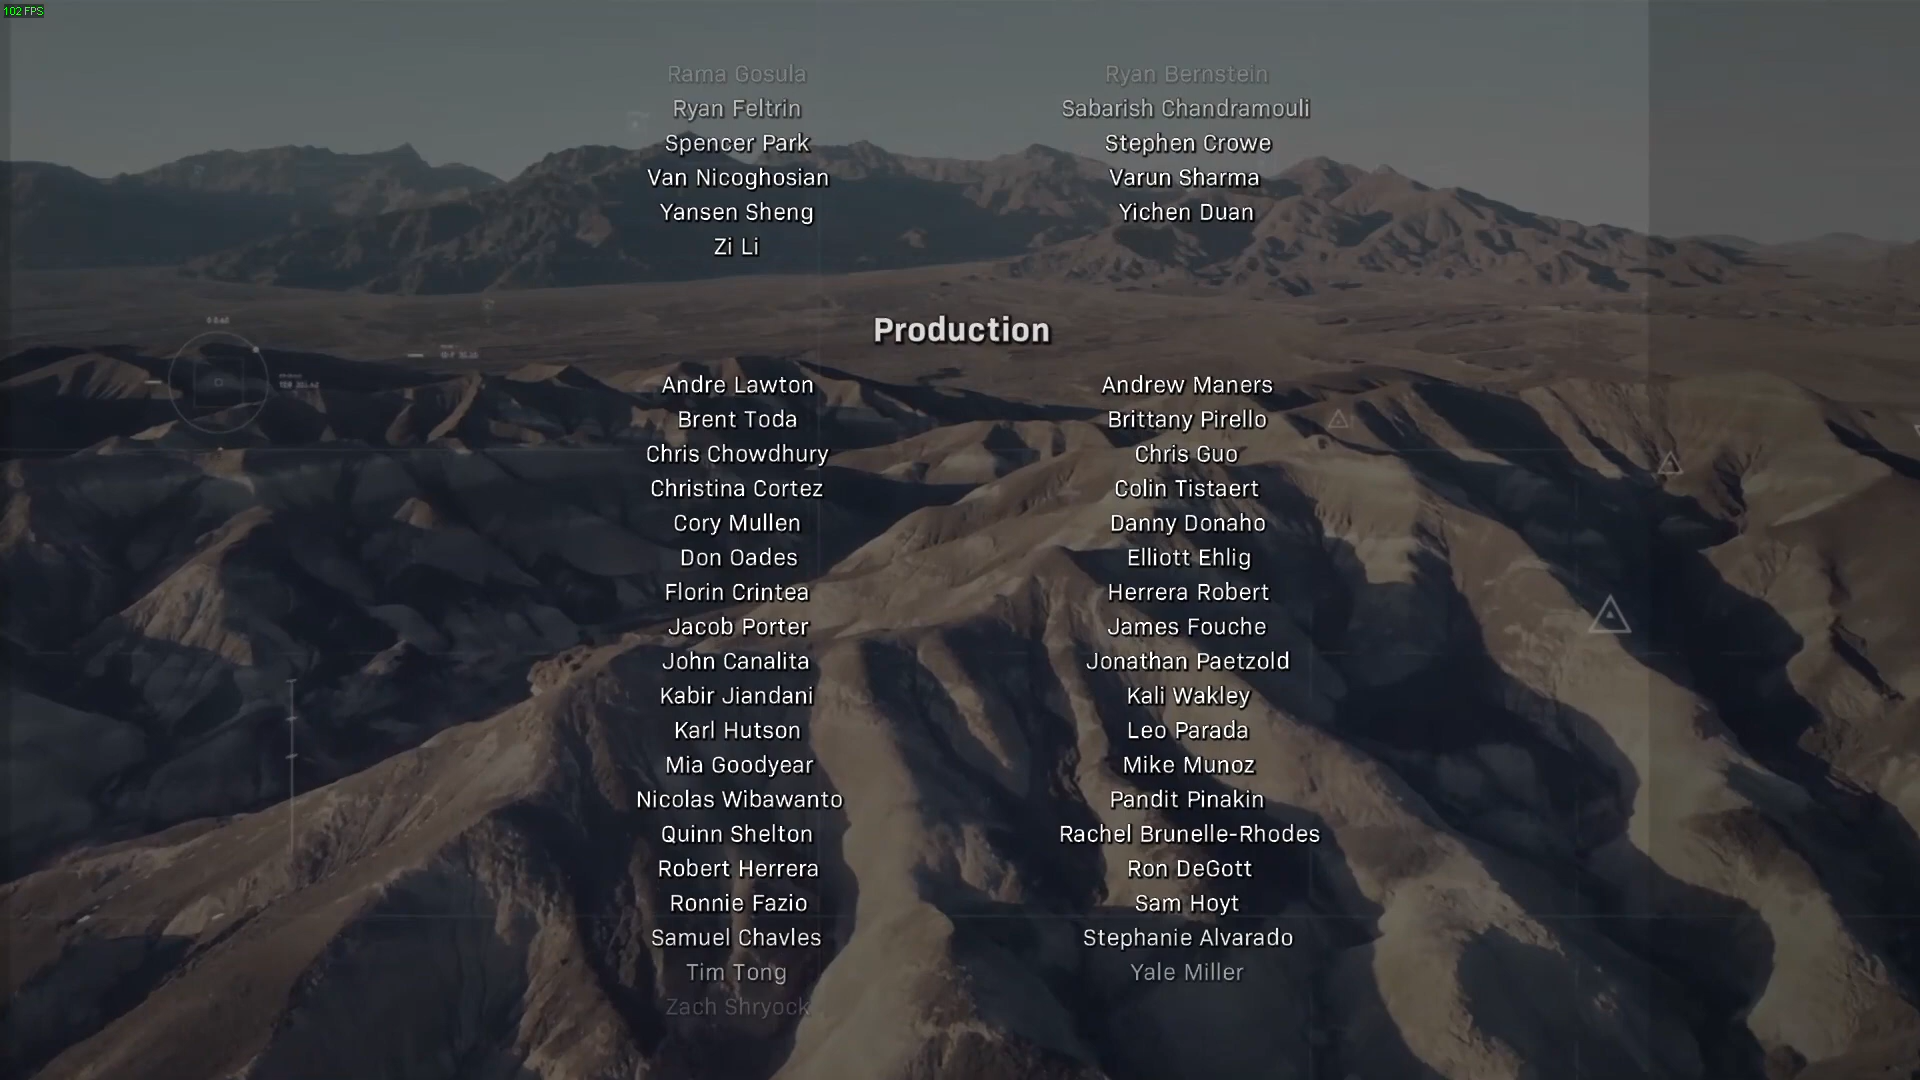 102 FPS
Rama Gosula Ryan Bernstein
Ryan Feltrin Sabarish Chandramouli
Spencer Park Stephen Crowe
Van Nicoghosian Varun Sharma
Yansen Sheng Yichen Duan
Zi Li
Production
Andre Lawton Andrew Maners
Brent Toda Brittany Pirello
Chris Chowdhury Chris Guo
Christina Cortez Colin Tistaert
Cory Mullen Danny Donaho
Don Oades Elliott Ehlig
Florin Crintea Herrera Robert
Jacob Porter James Fouche
John Canalita Jonathan Paetzold
Kabir Jiandani Kali Wakley
Karl Hutson Leo Parada
Mia Goodyear Mike Munoz
Nicolas Wibawanto Pandit Pinakin
Quinn Shelton Rachel Brunelle-Rhodes
Robert Herrera Ron DeGott
Ronnie Fazio Sam Hoyt
Samuel Chavles Stephanie Alvarado
Tim Tong Yale Miller
Zach Shryock